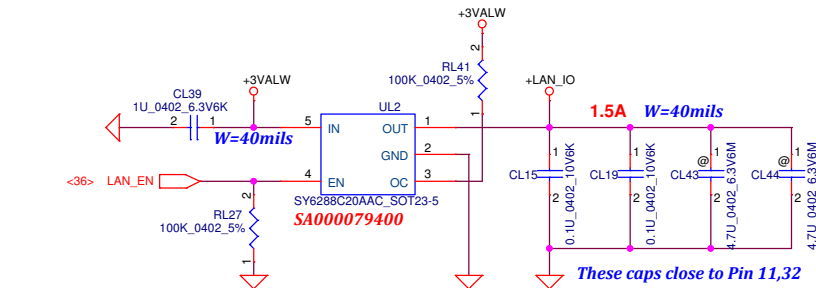 +3VALW
2
RL41
100K_0402_5%
1
CL39
1U_0402_6.3V6K
2 1
+3VALW
W=40mils
UL2
5 IN OUT 1
GND 2
4 EN OC 3
SY6288C20AAC_SOT23-5
SA000079400
<36> LAN_EN
2
RL27
100K_0402_5%
1
+LAN_IO
1.5A W=40mils
1
CL15
2
0.1U_0402_10V6K
1
CL19
2
0.1U_0402_10V6K
@ 1
CL43
2
4.7U_0402_6.3V6M
@ 1
CL44
2
4.7U_0402_6.3V6M
These caps close to Pin 11,32